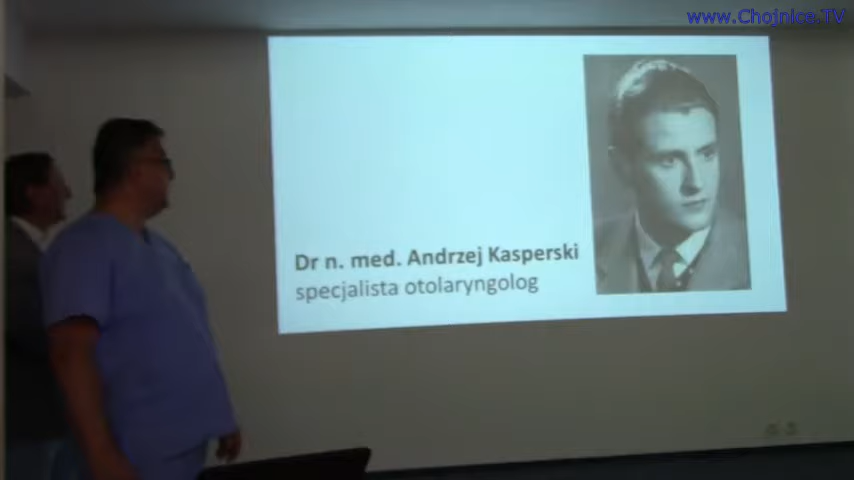 www.Chojnice.TV
Dr n. med. Andrzej Kasperski
specjalista otolaryngolog